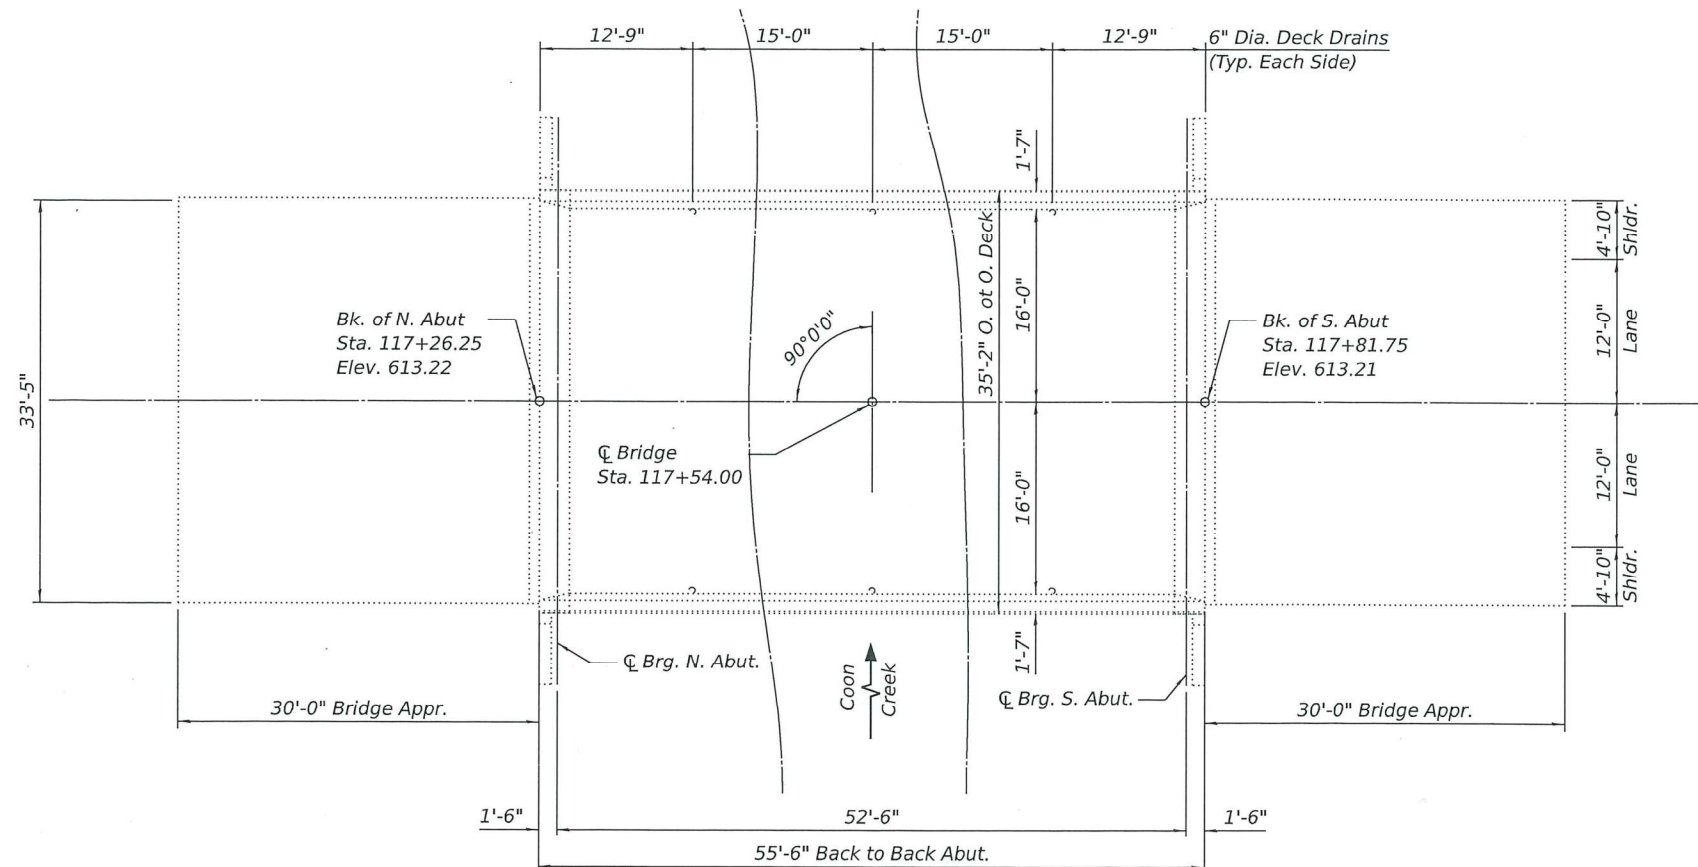 12'-9"
15'-0"
15'-0"
12'-9"
6" Dia. Deck Drains
(Typ. Each Side)
1'-7"
35'-2" O. ot O. Deck
16'-0"
16'-0"
1'-7"
4'-10"
Shldr.
12'-0"
Lane
12'-0"
Lane
4'-10"
Shldr.
33'-5"
Bk. of N. Abut
Sta. 117+26.25
Elev. 613.22
90°0'0"
Bk. of S. Abut
Sta. 117+81.75
Elev. 613.21
℄ Bridge
Sta. 117+54.00
℄ Brg. N. Abut.
Coon
Creek
℄ Brg. S. Abut.
30'-0" Bridge Appr.
30'-0" Bridge Appr.
1'-6"
52'-6"
1'-6"
55'-6" Back to Back Abut.